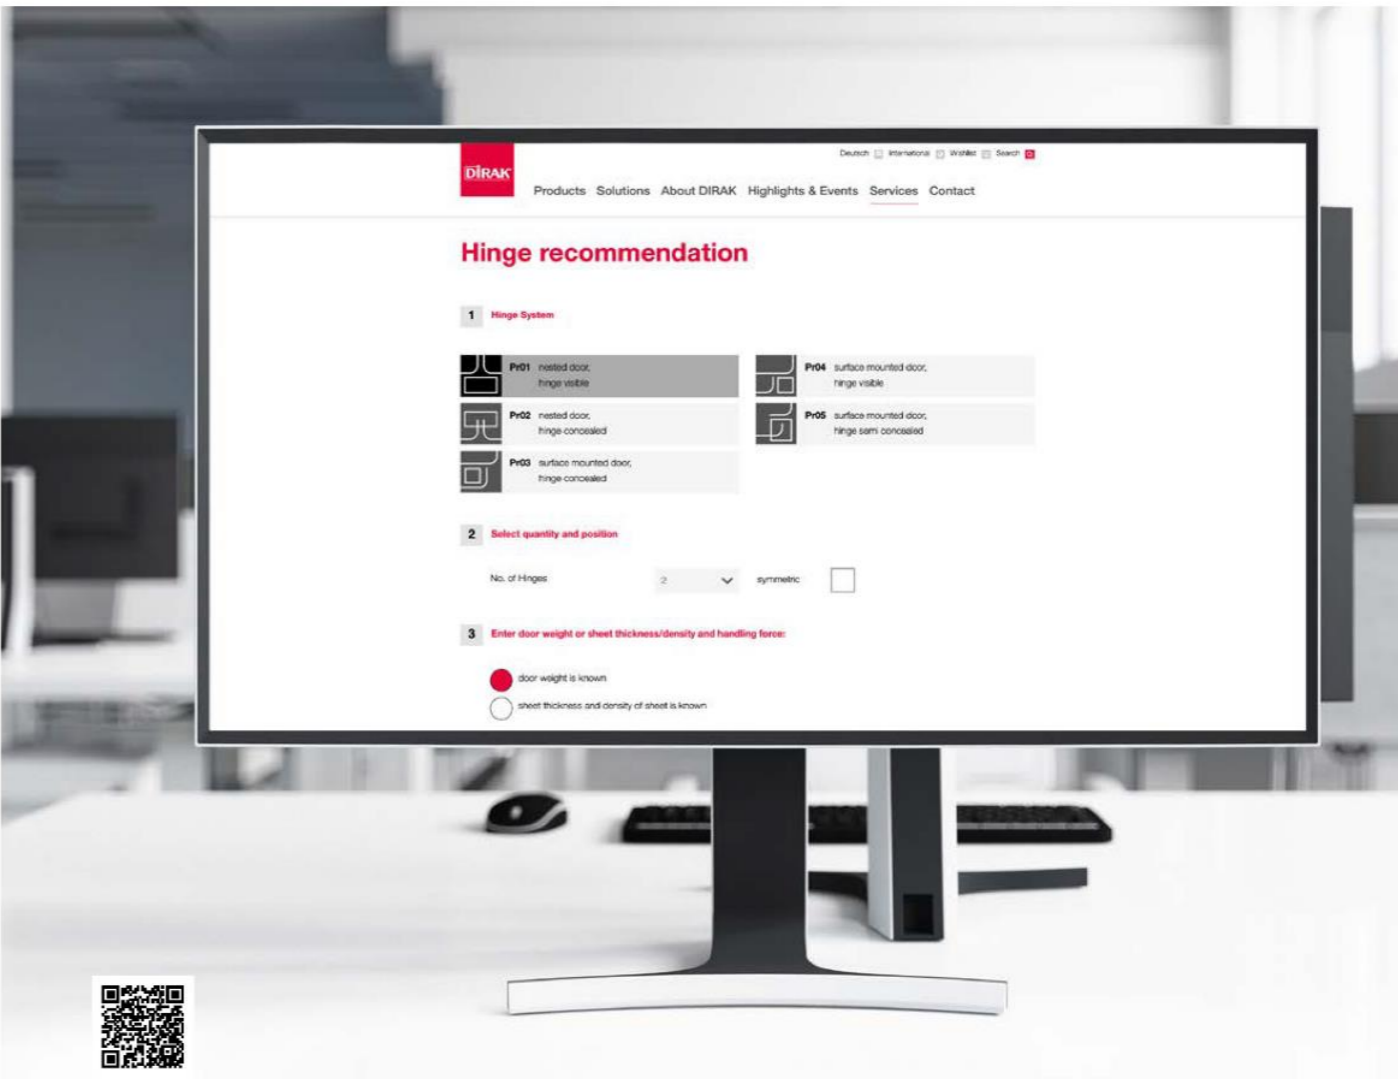 Deutsch International Wishlist Search
DIRAK
Products Solutions About DIRAK Highlights & Events Services Contact
Hinge recommendation
1 Hinge System
Pr01 nested door,
hinge visible
Pr02 nested door,
hinge concealed
Pr03 surface mounted door,
hinge concealed
Pr04 surface mounted door,
hinge visible
Pr05 surface mounted door,
hinge semi concealed
2 Select quantity and position
No. of Hinges 2 symmetric
3 Enter door weight or sheet thickness/density and handling force:
door weight is known
sheet thickness and density of sheet is known